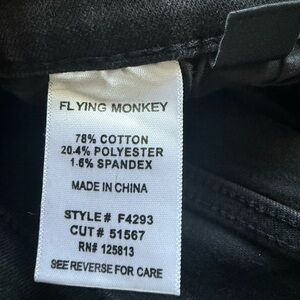 FLYING MONKEY
78% COTTON
20.4% POLYESTER
1.6% SPANDEX
MADE IN CHINA
STYLE# F4293
CUT# 51567
RN# 125813
SEE REVERSE FOR CARE